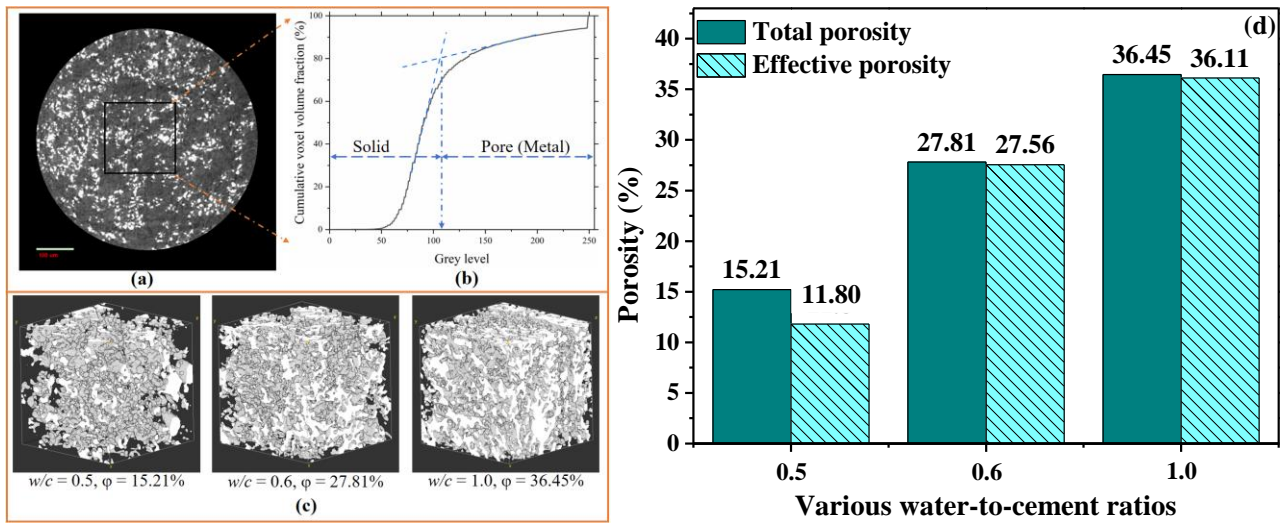 (a)
Cumulative voxel volume fraction (%)
100
80
60
40
20
0
Solid
Pore (Metal)
0
50
100
150
200
250
Grey level
(b)
w/c = 0.5, φ = 15.21%
w/c = 0.6, φ = 27.81%
w/c = 1.0, φ = 36.45%
(c)
(d)
Total porosity
Effective porosity
Porosity (%)
40
35
30
25
20
15
10
5
0
15.21
11.80
27.81
27.56
36.45
36.11
0.5
0.6
1.0
Various water-to-cement ratios